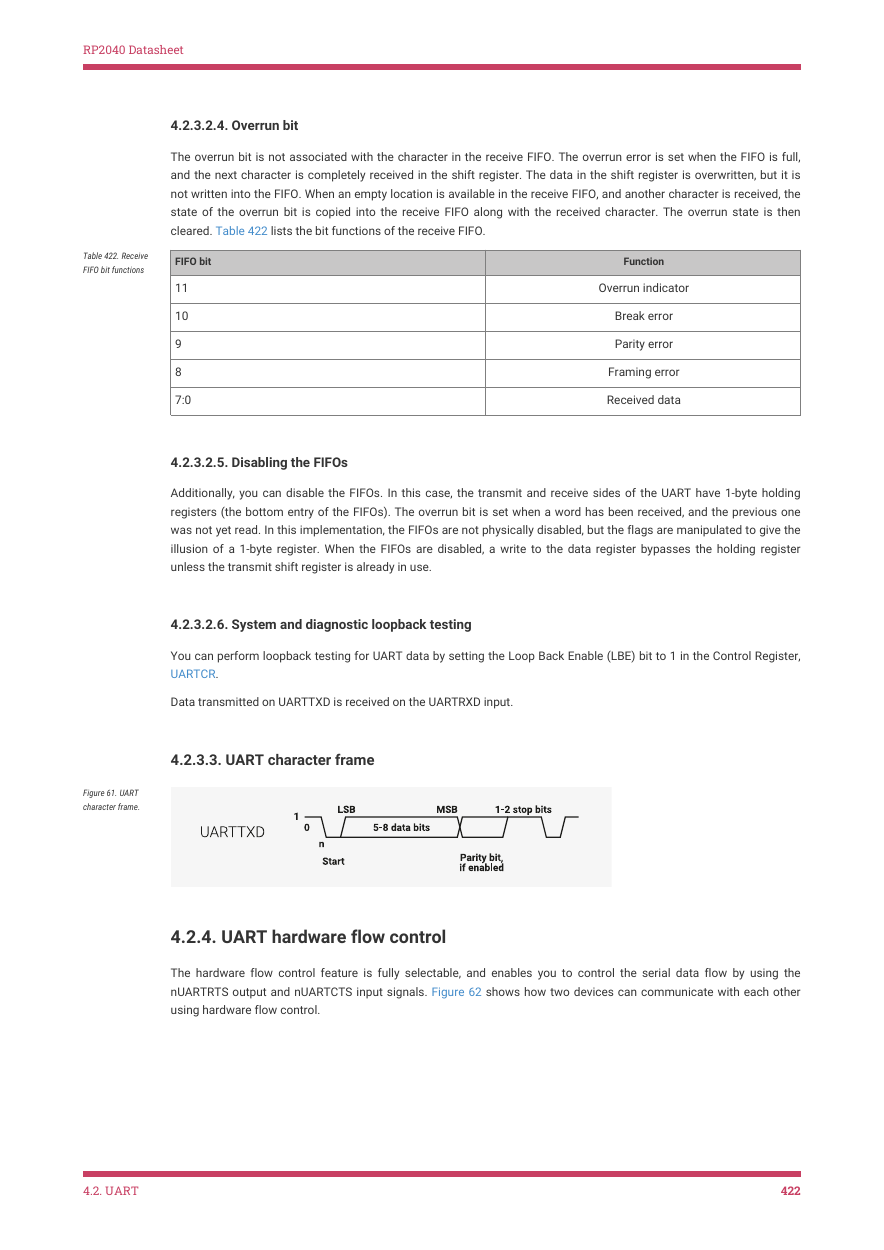 RP2040 Datasheet
4.2.3.2.4. Overrun bit
The overrun bit is not associated with the character in the receive FIFO. The overrun error is set when the FIFO is full,
and the next character is completely received in the shift register. The data in the shift register is overwritten, but it is
not written into the FIFO. When an empty location is available in the receive FIFO, and another character is received, the
state of the overrun bit is copied into the receive FIFO along with the received character. The overrun state is then
cleared. Table 422 lists the bit functions of the receive FIFO.
Table 422. Receive
FIFO bit functions
FIFO bit Function
11 Overrun indicator
10 Break error
9 Parity error
8 Framing error
7:0 Received data
4.2.3.2.5. Disabling the FIFOs
Additionally, you can disable the FIFOs. In this case, the transmit and receive sides of the UART have 1-byte holding
registers (the bottom entry of the FIFOs). The overrun bit is set when a word has been received, and the previous one
was not yet read. In this implementation, the FIFOs are not physically disabled, but the flags are manipulated to give the
illusion of a 1-byte register. When the FIFOs are disabled, a write to the data register bypasses the holding register
unless the transmit shift register is already in use.
4.2.3.2.6. System and diagnostic loopback testing
You can perform loopback testing for UART data by setting the Loop Back Enable (LBE) bit to 1 in the Control Register,
UARTCR.
Data transmitted on UARTTXD is received on the UARTRXD input.
4.2.3.3. UART character frame
Figure 61. UART
character frame.
LSB MSB 1-2 stop bits
1
0 5-8 data bits
UARTTXD
n
Start
Parity bit,
if enabled
4.2.4. UART hardware flow control
The hardware flow control feature is fully selectable, and enables you to control the serial data flow by using the
nUARTRTS output and nUARTCTS input signals. Figure 62 shows how two devices can communicate with each other
using hardware flow control.
4.2. UART 422